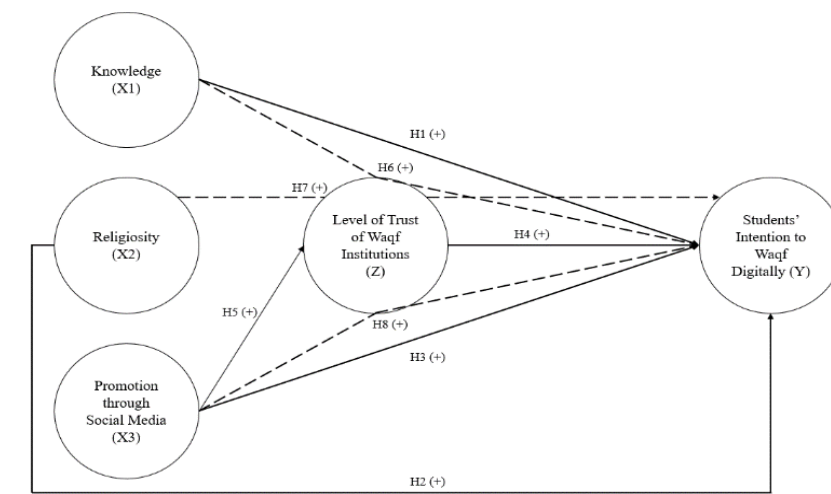 Knowledge
(X1)
H1 (+)
H6 (+)
H7 (+)
Religiosity
(X2)
Level of Trust
of Waqf
Institutions
(Z)
H4 (+)
Students’
Intention to
Waqf
Digitally (Y)
H5 (+)
H8 (+)
H3 (+)
Promotion
through
Social Media
(X3)
H2 (+)